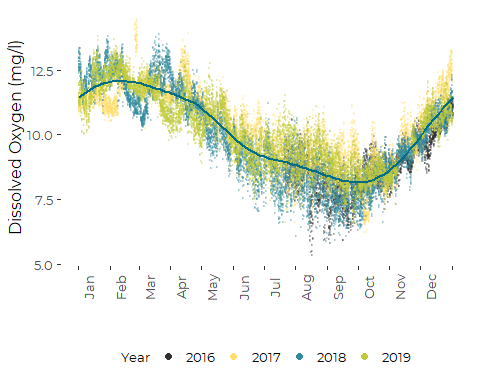 Dissolved Oxygen (mg/l)
12.5
10.0
7.5
5.0
Jan
Feb
Mar
Apr
May
Jun
Jul
Aug
Sep
Oct
Nov
Dec
Year 2016 2017 2018 2019